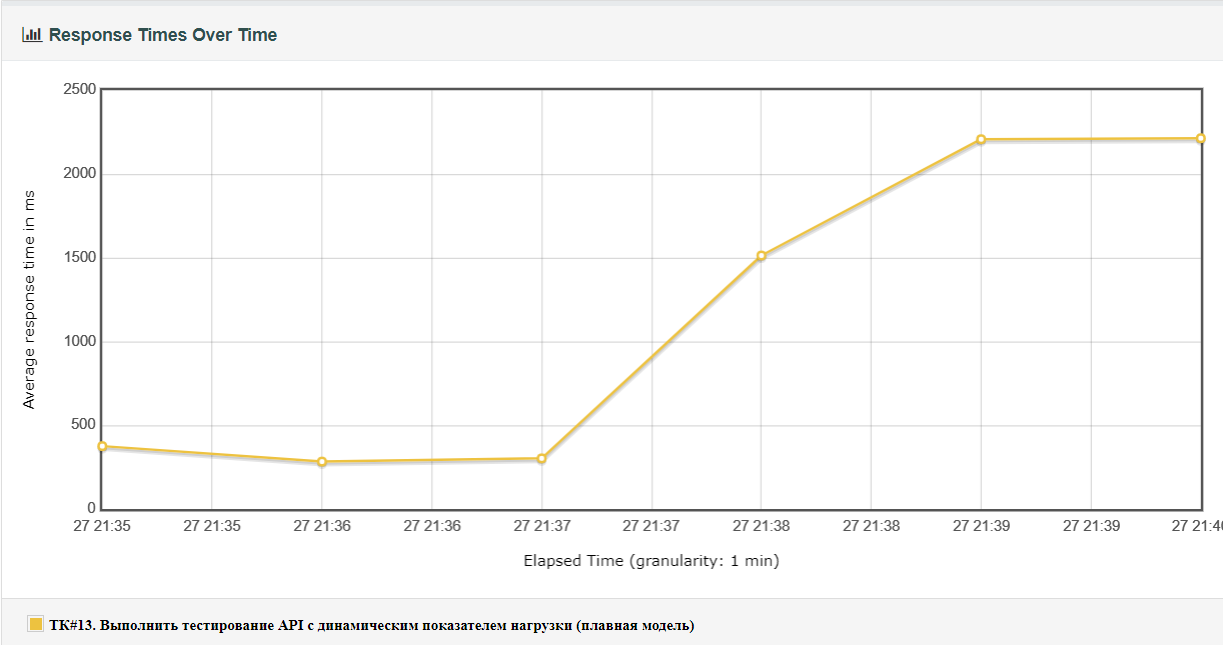 Response Times Over Time
2500
2000
1500
1000
500
0
Average response time in ms
27 21:35 27 21:35 27 21:36 27 21:36 27 21:37 27 21:37 27 21:38 27 21:38 27 21:39 27 21:39 27 21:40
Elapsed Time (granularity: 1 min)
ТК#13. Выполнить тестирование API с динамическим показателем нагрузки (плавная модель)